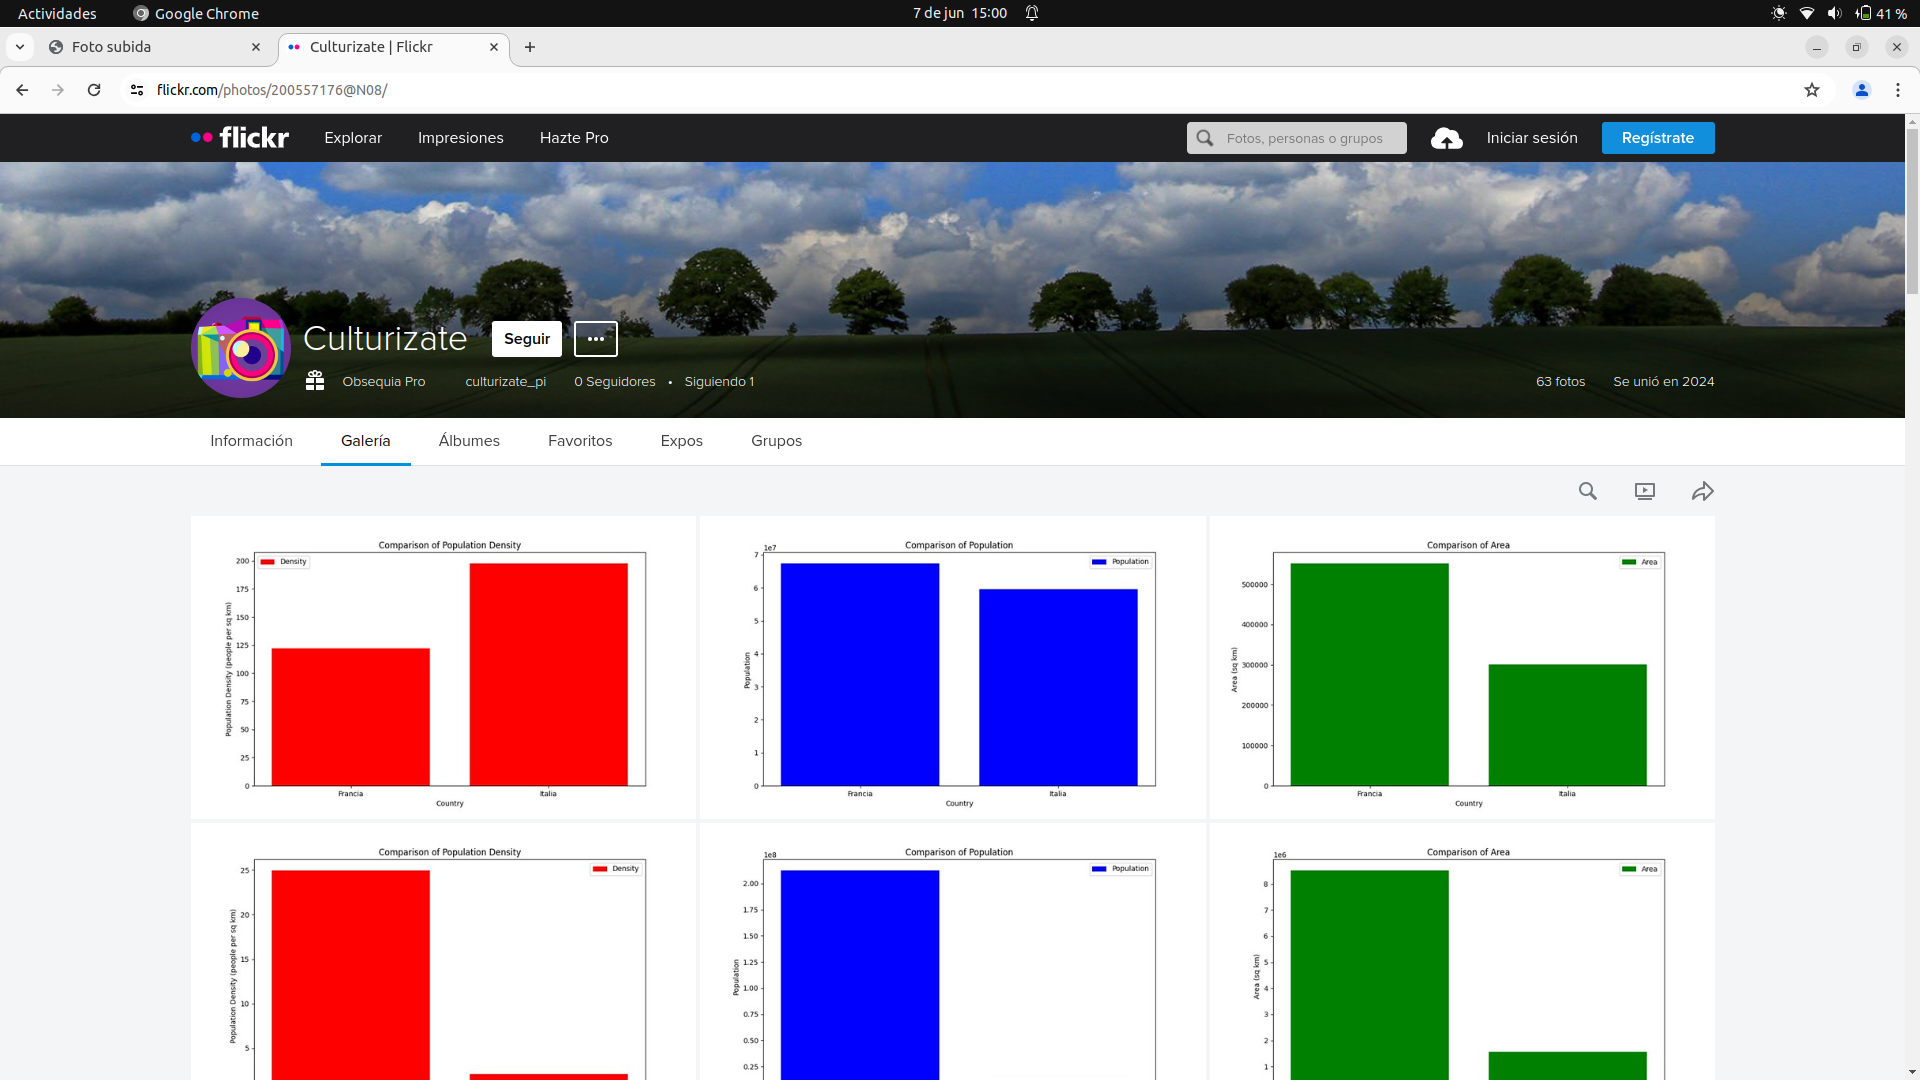 Actividades Google Chrome 7 de jun 15:00 41 %
Foto subida Culturizate | Flickr
flickr.com/photos/200557176@N08/
flickr Explorar Impresiones Hazte Pro Fotos, personas o grupos Iniciar sesión Regístrate
Culturizate Seguir
Obsequia Pro culturizate_pi 0 Seguidores • Siguiendo 1 63 fotos Se unió en 2024
Información Galería Álbumes Favoritos Expos Grupos
Comparison of Population Density
Density
Population Density (people per sq km)
200
175
150
125
100
75
50
25
0
Francia Italia
Country
Comparison of Population
1e7
Population
Population
7
6
5
4
3
2
1
0
Francia Italia
Country
Comparison of Area
Area
Area (sq km)
500000
400000
300000
200000
100000
0
Francia Italia
Country
Comparison of Population Density
Density
Population Density (people per sq km)
25
20
15
10
5
Comparison of Population
1e8
Population
Population
2.00
1.75
1.50
1.25
1.00
0.75
0.50
0.25
Comparison of Area
1e6
Area
Area (sq km)
8
7
6
5
4
3
2
1